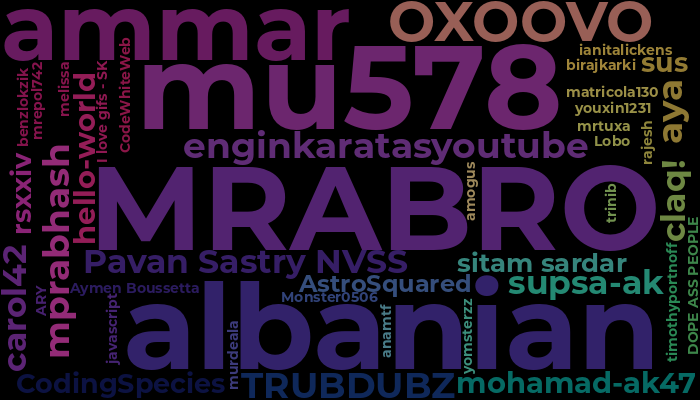 ammar
OXOOVO
ianitalickens
birajkarki
sus
mu578
matricola130
youxin1231
mrtuxa
Lobo
rajesh
aya
benzlokzik
mrepol742
melissa
hello-world
I love gifs - SK
CodeWhiteWeb
enginkaratasyoutube
rsxxiv
mprabhash
MRABRO
amogus
trinib
claq!
carol42
ARY
Pavan Sastry NVSS
sitam sardar
Aymen Boussetta
AstroSquared
supsa-ak
Monster0506
javascript
albanian
murdeala
anamtf
yomsterzz
timothyportnoff
DOPE ASS PEOPLE
CodingSpecies
TRUBDUBZ
mohamad-ak47